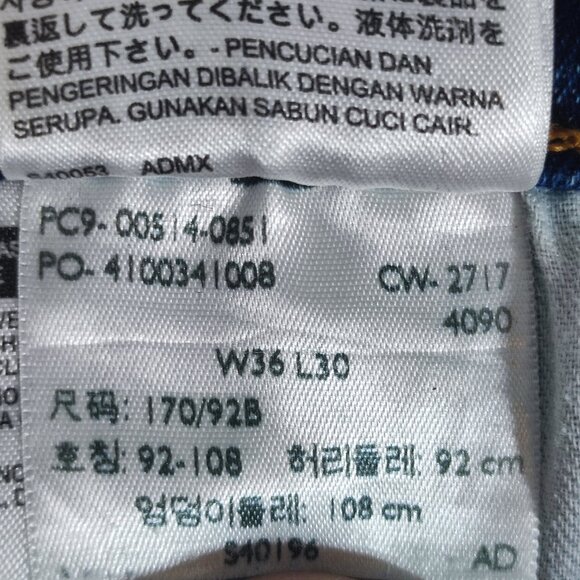 裏返して洗ってください。液体洗剤を
ご使用下さい。- PENCUCIAN DAN
PENGERINGAN DIBALIK DENGAN WARNA
SERUPA. GUNAKAN SABUN CUCI CAIR.
ADMX
PC9- 00514-0851
PO- 4100341008 CW- 2717
4090
W36 L30
尺码: 170/92B
호칭: 92-108 허리둘레: 92 cm
엉덩이둘레: 108 cm
S40196 AD